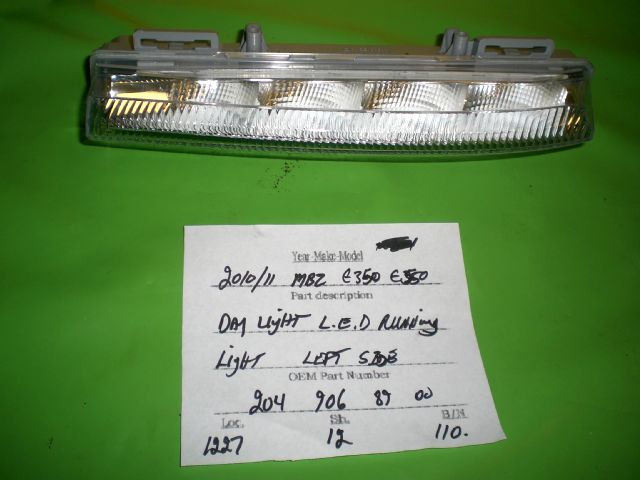 Year-Make-Model
2010/11 MBZ E350 E550
Part description
DAY LIGHT L.E.D RUNNING
LIGHT LEFT SIDE
OEM Part Number
204 906 89 00
Loc. Sh. B/N
1227 12 110.